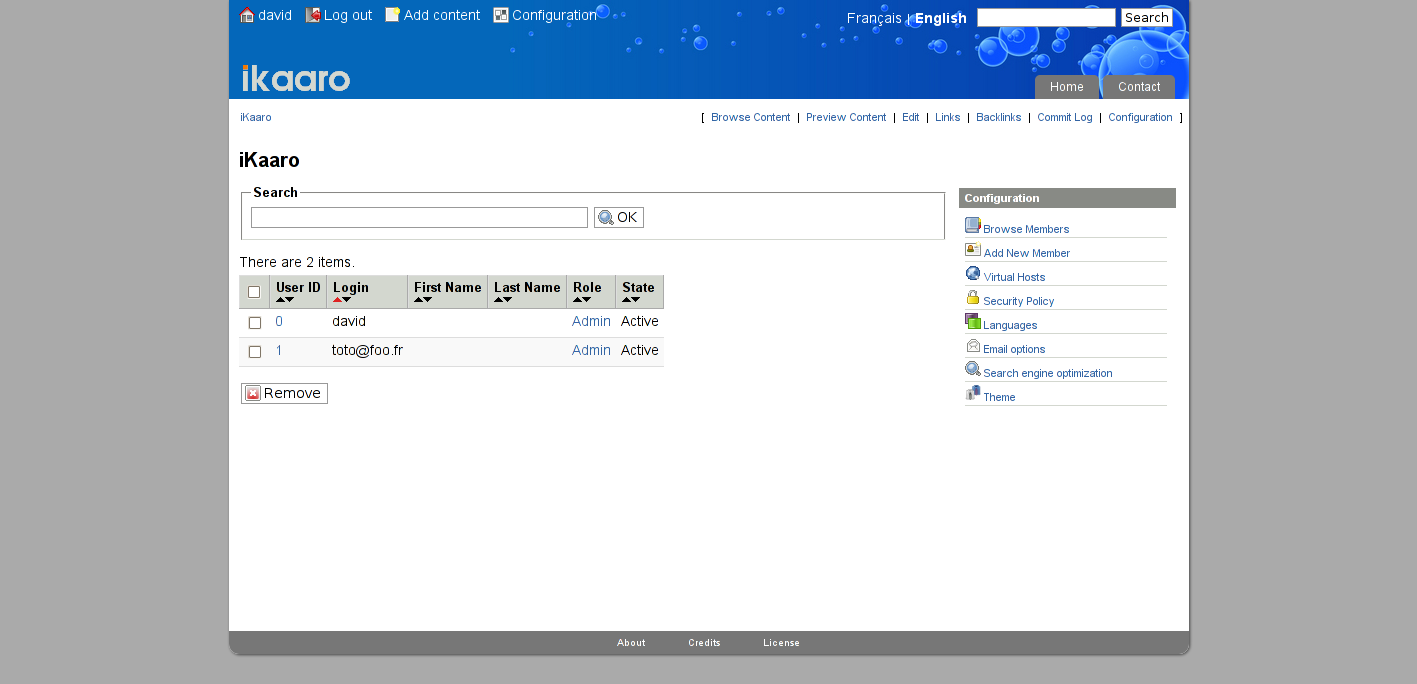 david Log out Add content Configuration Français | English Search
ikaaro
Home Contact
iKaaro [ Browse Content | Preview Content | Edit | Links | Backlinks | Commit Log | Configuration ]
iKaaro
Search
OK
Configuration
Browse Members
Add New Member
Virtual Hosts
Security Policy
Languages
Email options
Search engine optimization
Theme
There are 2 items.
User ID Login First Name Last Name Role State
0 david Admin Active
1 toto@foo.fr Admin Active
Remove
About Credits License